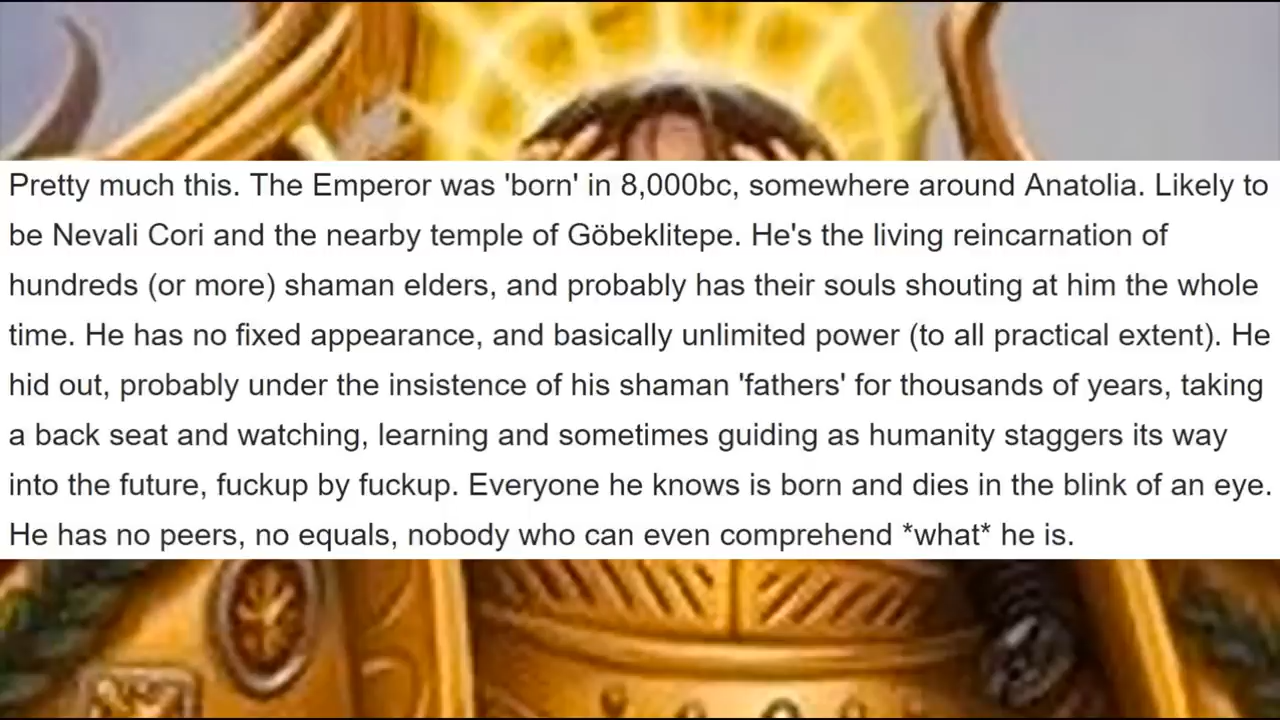 Pretty much this. The Emperor was 'born' in 8,000bc, somewhere around Anatolia. Likely to
be Nevali Cori and the nearby temple of Göbeklitepe. He's the living reincarnation of
hundreds (or more) shaman elders, and probably has their souls shouting at him the whole
time. He has no fixed appearance, and basically unlimited power (to all practical extent). He
hid out, probably under the insistence of his shaman 'fathers' for thousands of years, taking
a back seat and watching, learning and sometimes guiding as humanity staggers its way
into the future, fuckup by fuckup. Everyone he knows is born and dies in the blink of an eye.
He has no peers, no equals, nobody who can even comprehend *what* he is.